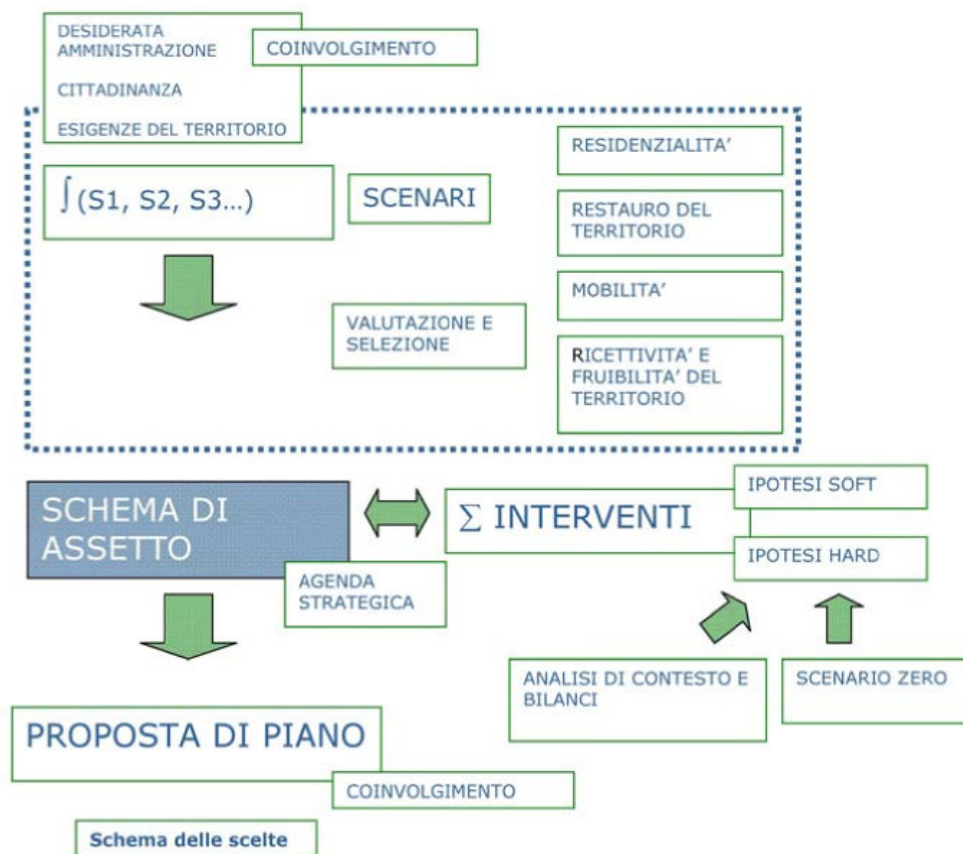 DESIDERATA
AMMINISTRAZIONE
CITTADINANZA
ESIGENZE DEL TERRITORIO
COINVOLGIMENTO
∫(S1, S2, S3...)
SCENARI
VALUTAZIONE E
SELEZIONE
RESIDENZIALITA’
RESTAURO DEL
TERRITORIO
MOBILITA’
RICETTIVITA’ E
FRUIBILITA’ DEL
TERRITORIO
SCHEMA DI
ASSETTO
AGENDA
STRATEGICA
∑ INTERVENTI
IPOTESI SOFT
IPOTESI HARD
ANALISI DI CONTESTO E
BILANCI
SCENARIO ZERO
PROPOSTA DI PIANO
COINVOLGIMENTO
Schema delle scelte